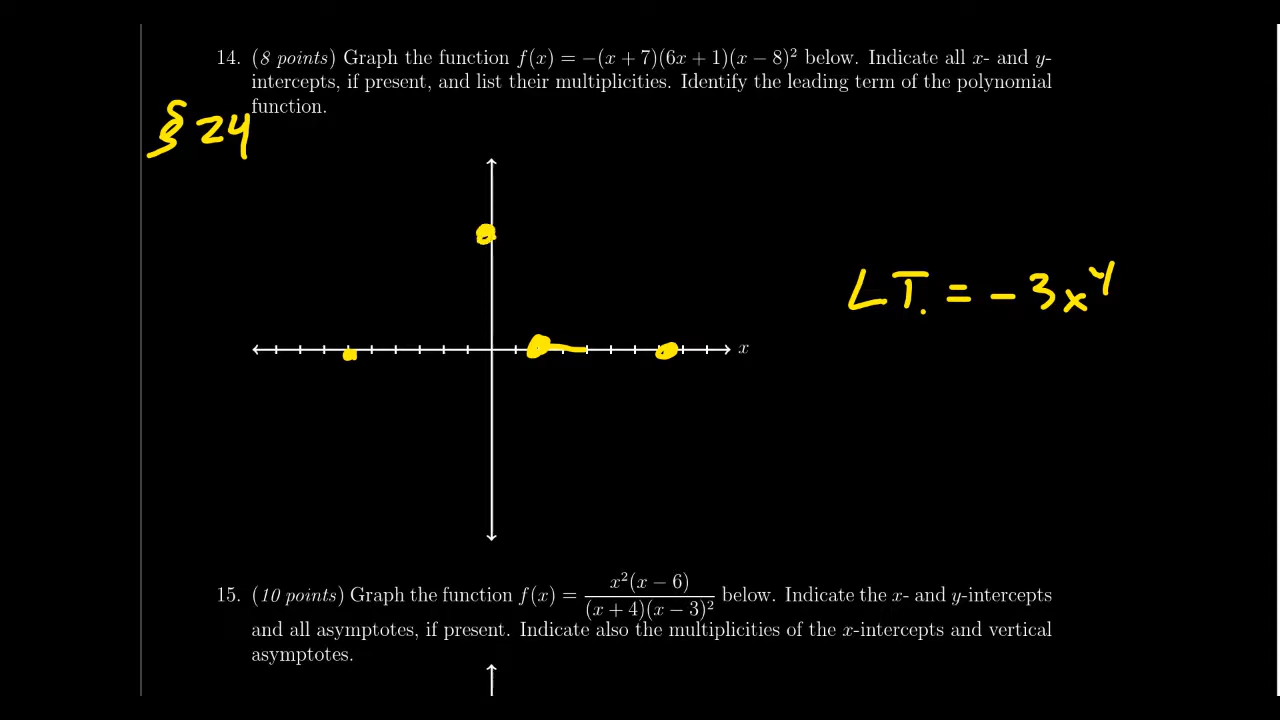 14. (8 points) Graph the function f(x) = −(x + 7)(6x + 1)(x − 8)² below. Indicate all x- and y-
intercepts, if present, and list their multiplicities. Identify the leading term of the polynomial
function.
§ 24
LT. = − 3x⁴
x
15. (10 points) Graph the function f(x) = x²(x − 6) / (x + 4)(x − 3)² below. Indicate the x- and y-intercepts
and all asymptotes, if present. Indicate also the multiplicities of the x-intercepts and vertical
asymptotes.